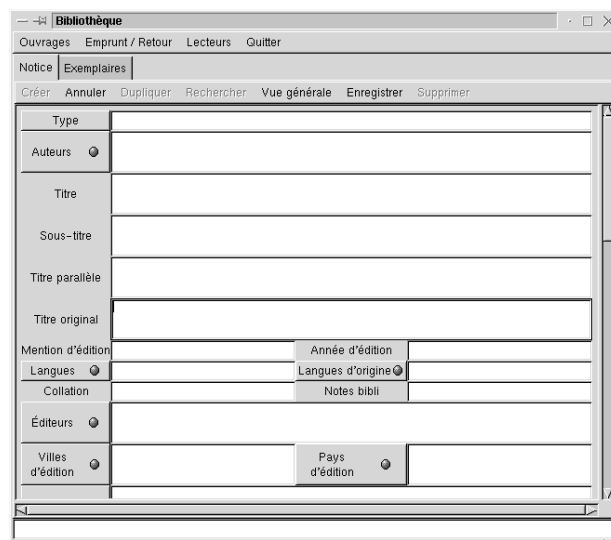 Bibliothèque
Ouvrages Emprunt / Retour Lecteurs Quitter
Notice Exemplaires
Créer Annuler Dupliquer Rechercher Vue générale Enregistrer Supprimer
Type
Auteurs
Titre
Sous-titre
Titre parallèle
Titre original
Mention d'édition Année d'édition
Langues Langues d'origine
Collation Notes bibli
Éditeurs
Villes d'édition Pays d'édition